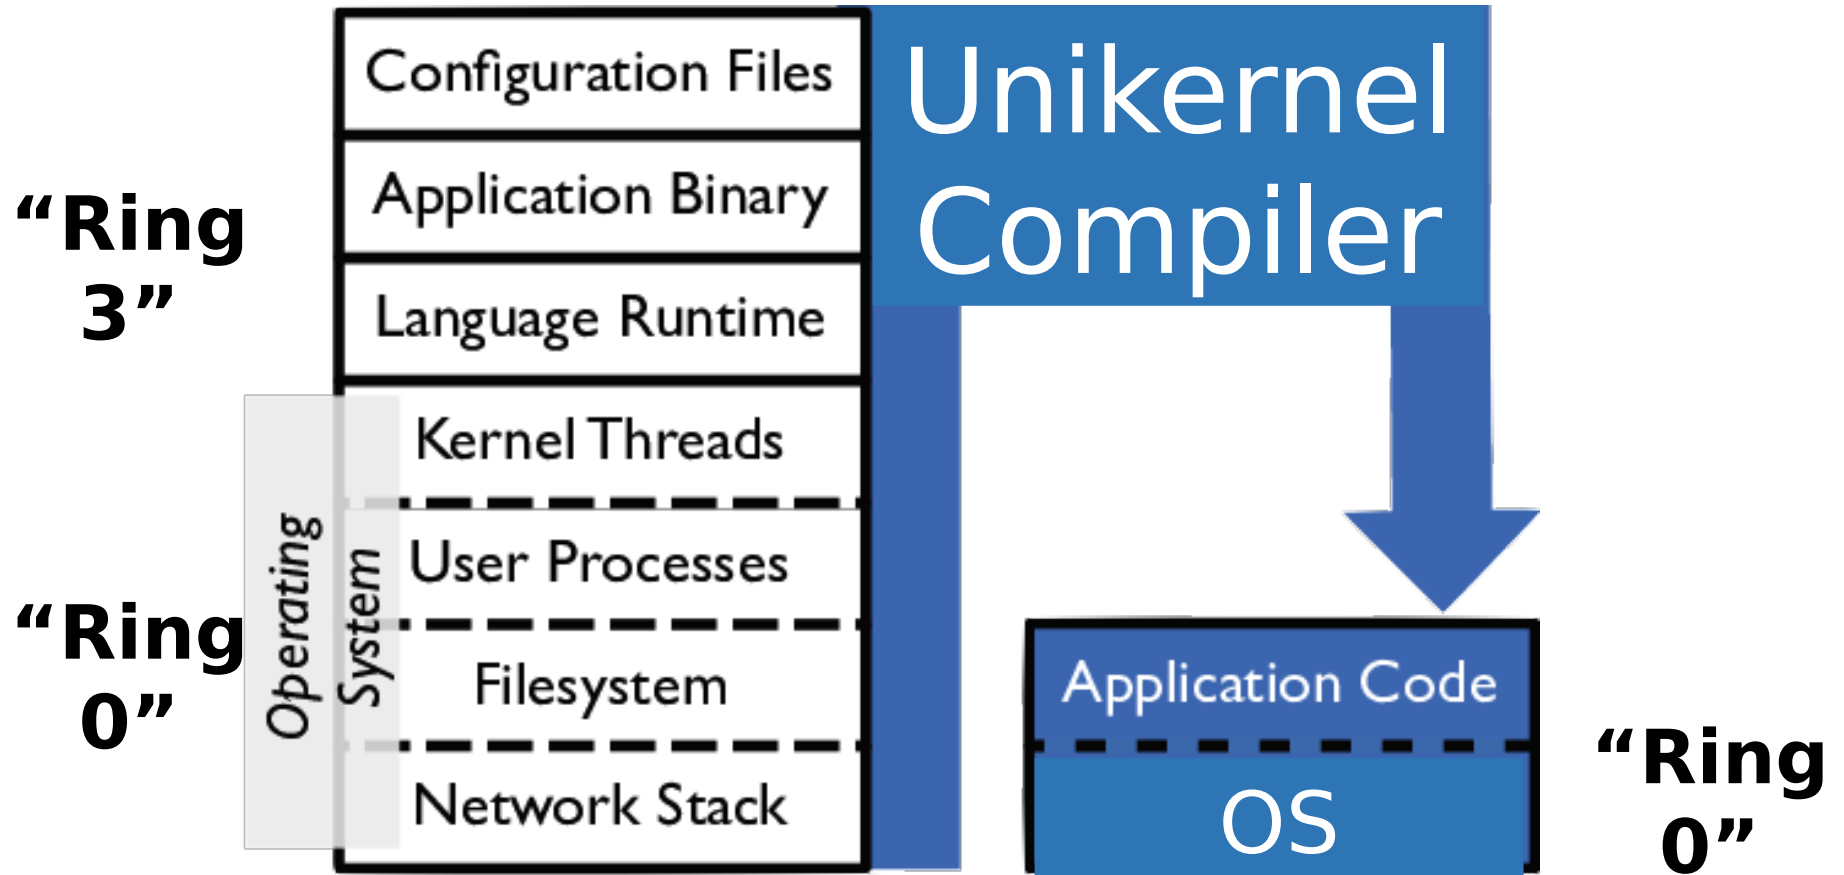 Configuration Files
Application Binary
Language Runtime
Kernel Threads
User Processes
Filesystem
Network Stack
“Ring
3”
“Ring
0”
Operating
System
Unikernel
Compiler
Application Code
OS
“Ring
0”